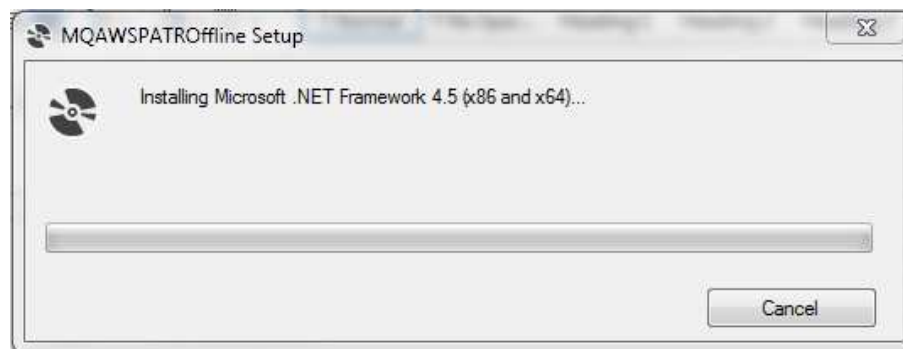 MQAWSPATROffline Setup
Installing Microsoft .NET Framework 4.5 (x86 and x64)...
Cancel